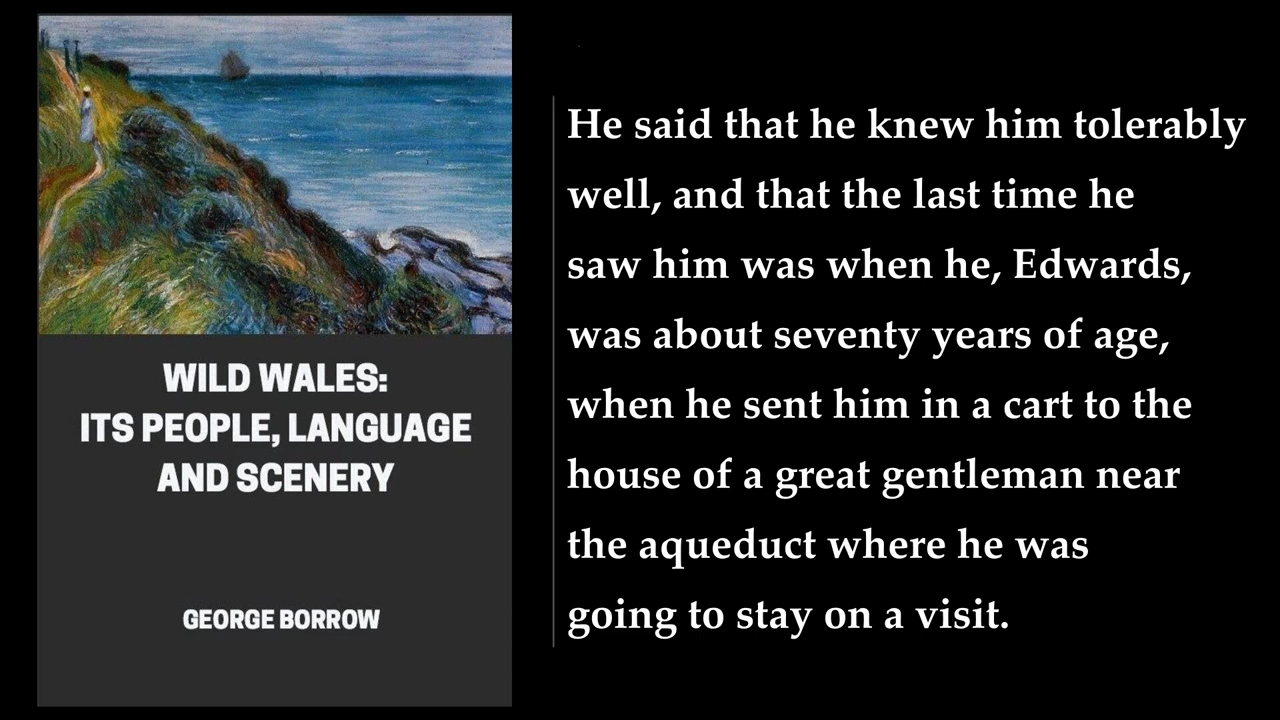 WILD WALES:
ITS PEOPLE, LANGUAGE
AND SCENERY
GEORGE BORROW
He said that he knew him tolerably
well, and that the last time he
saw him was when he, Edwards,
was about seventy years of age,
when he sent him in a cart to the
house of a great gentleman near
the aqueduct where he was
going to stay on a visit.